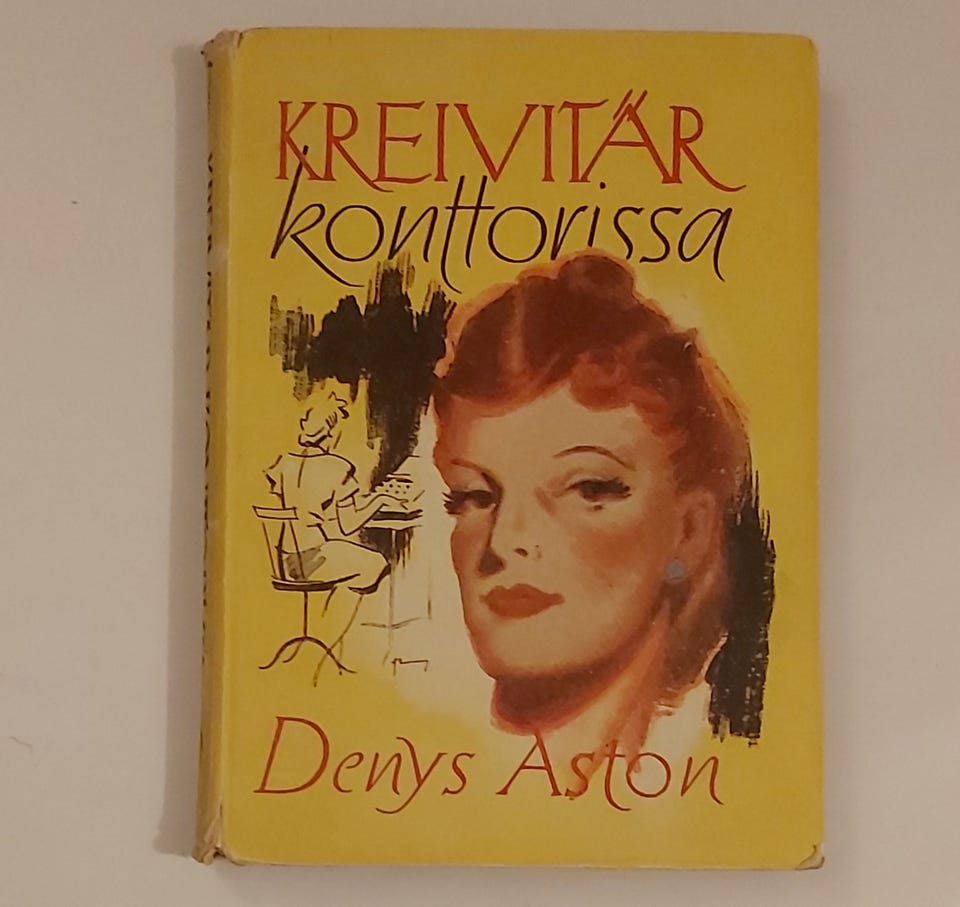 KREIVITÄR
konttorissa
Denys Aston